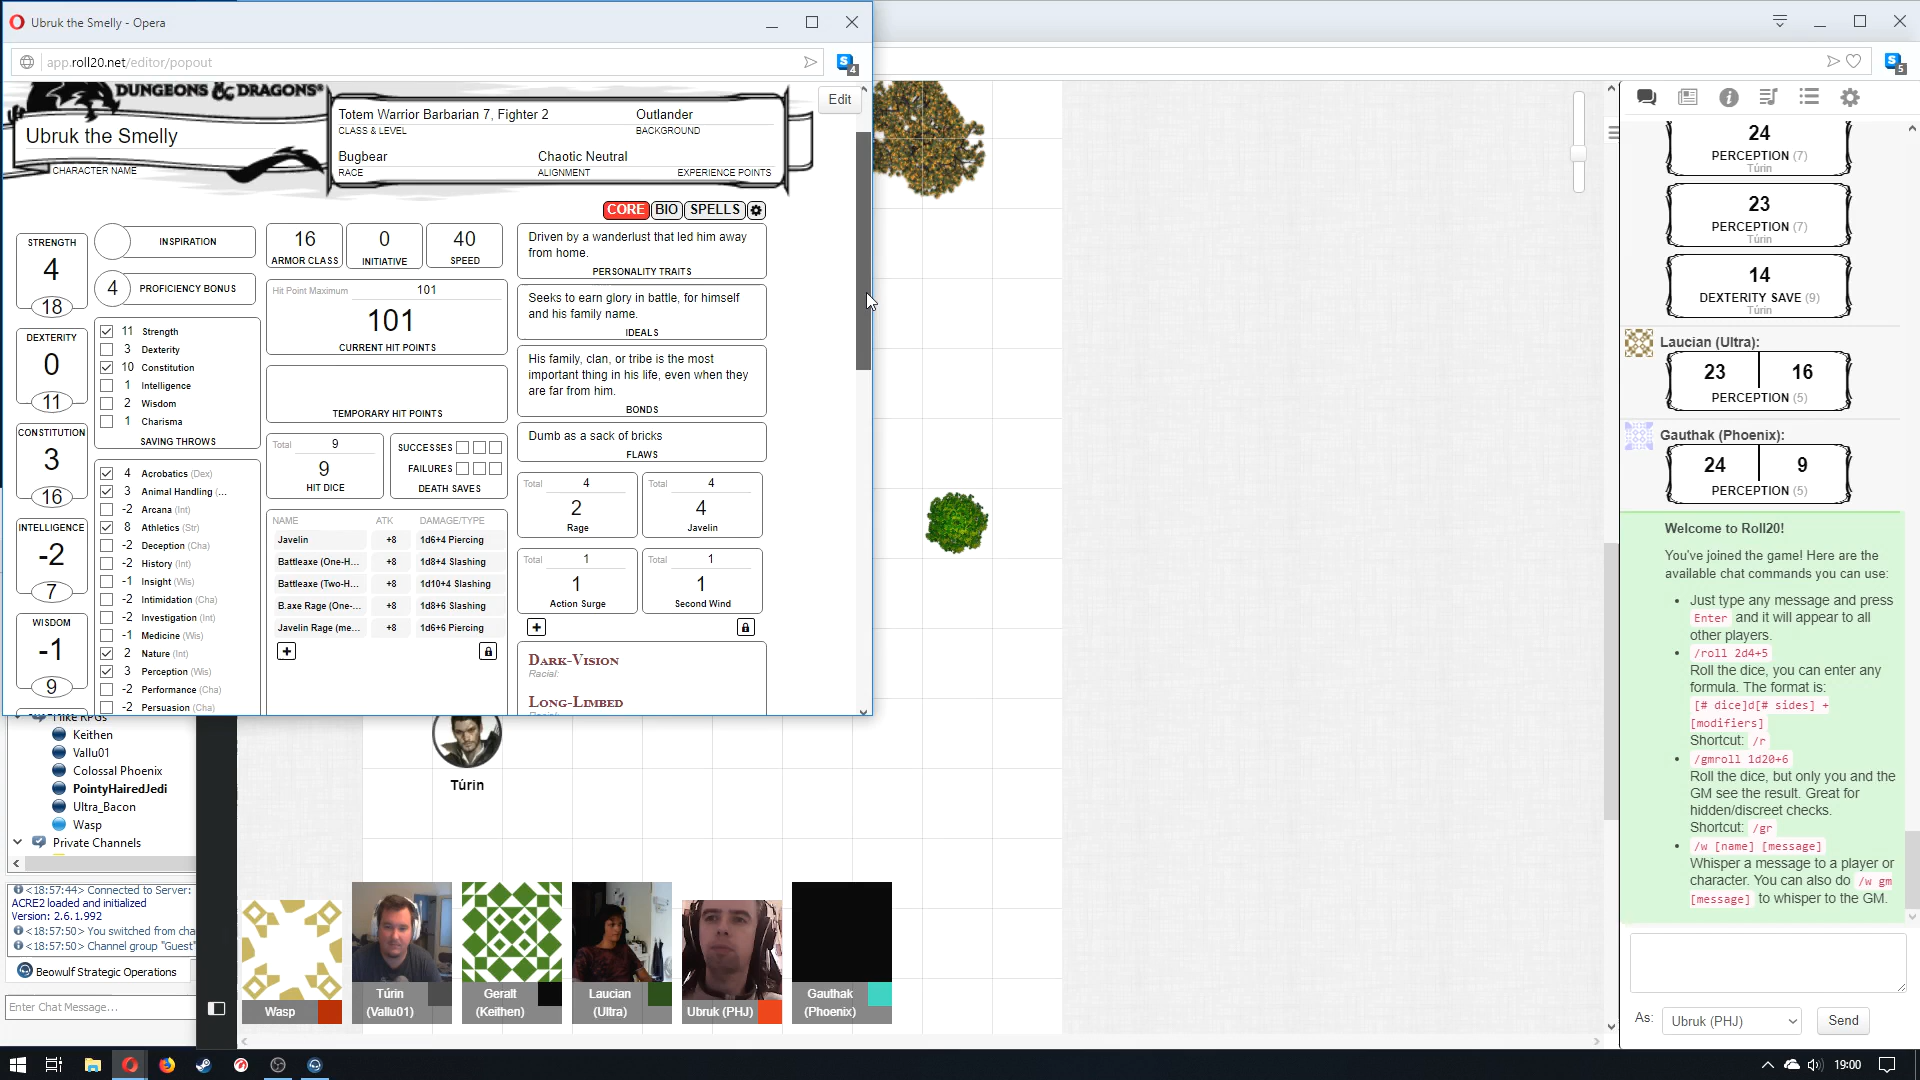 Ubruk the Smelly - Opera
app.roll20.net/editor/popout
4
5
DUNGEONS & DRAGONS®
Edit
Ubruk the Smelly
CHARACTER NAME
Totem Warrior Barbarian 7, Fighter 2
CLASS & LEVEL
Outlander
BACKGROUND
Bugbear
RACE
Chaotic Neutral
ALIGNMENT
EXPERIENCE POINTS
CORE BIO SPELLS
STRENGTH
4
18
DEXTERITY
0
11
CONSTITUTION
3
16
INTELLIGENCE
-2
7
WISDOM
-1
9
INSPIRATION
4 PROFICIENCY BONUS
11 Strength
3 Dexterity
10 Constitution
1 Intelligence
2 Wisdom
1 Charisma
SAVING THROWS
4 Acrobatics (Dex)
3 Animal Handling (...
-2 Arcana (Int)
8 Athletics (Str)
-2 Deception (Cha)
-2 History (Int)
-1 Insight (Wis)
-2 Intimidation (Cha)
-2 Investigation (Int)
-1 Medicine (Wis)
2 Nature (Int)
3 Perception (Wis)
-2 Performance (Cha)
-2 Persuasion (Cha)
16
ARMOR CLASS
0
INITIATIVE
40
SPEED
Hit Point Maximum 101
101
CURRENT HIT POINTS
TEMPORARY HIT POINTS
Total 9
9
HIT DICE
SUCCESSES
FAILURES
DEATH SAVES
NAME ATK DAMAGE/TYPE
Javelin +8 1d6+4 Piercing
Battleaxe (One-H... +8 1d8+4 Slashing
Battleaxe (Two-H... +8 1d10+4 Slashing
B.axe Rage (One-... +8 1d8+6 Slashing
Javelin Rage (me... +8 1d6+6 Piercing
Driven by a wanderlust that led him away
from home.
PERSONALITY TRAITS
Seeks to earn glory in battle, for himself
and his family name.
IDEALS
His family, clan, or tribe is the most
important thing in his life, even when they
are far from him.
BONDS
Dumb as a sack of bricks
FLAWS
Total 4
2
Rage
Total 4
4
Javelin
Total 1
1
Action Surge
Total 1
1
Second Wind
DARK-VISION
Racial:
LONG-LIMBED
Keithen
Vallu01
Colossal Phoenix
PointyHairedJedi
Ultra_Bacon
Wasp
Private Channels
<18:57:44> Connected to Server:
ACRE2 loaded and initialized
Version: 2.6.1.992
<18:57:50> You switched from cha
<18:57:50> Channel group "Guest"
Beowulf Strategic Operations
Enter Chat Message...
Túrin
Wasp
Túrin
(Vallu01)
Geralt
(Keithen)
Laucian
(Ultra)
Ubruk (PHJ)
Gauthak
(Phoenix)
24
PERCEPTION (7)
Túrin
23
PERCEPTION (7)
Túrin
14
DEXTERITY SAVE (9)
Túrin
Laucian (Ultra):
23 16
PERCEPTION (5)
Gauthak (Phoenix):
24 9
PERCEPTION (5)
Welcome to Roll20!
You've joined the game! Here are the
available chat commands you can use:
• Just type any message and press
Enter and it will appear to all
other players.
• /roll 2d4+5
Roll the dice, you can enter any
formula. The format is:
[# dice]d[# sides] +
[modifiers]
Shortcut: /r
• /gmroll 1d20+6
Roll the dice, but only you and the
GM see the result. Great for
hidden/discreet checks.
Shortcut: /gr
• /w [name] [message]
Whisper a message to a player or
character. You can also do /w gm
[message] to whisper to the GM.
As: Ubruk (PHJ) Send
19:00